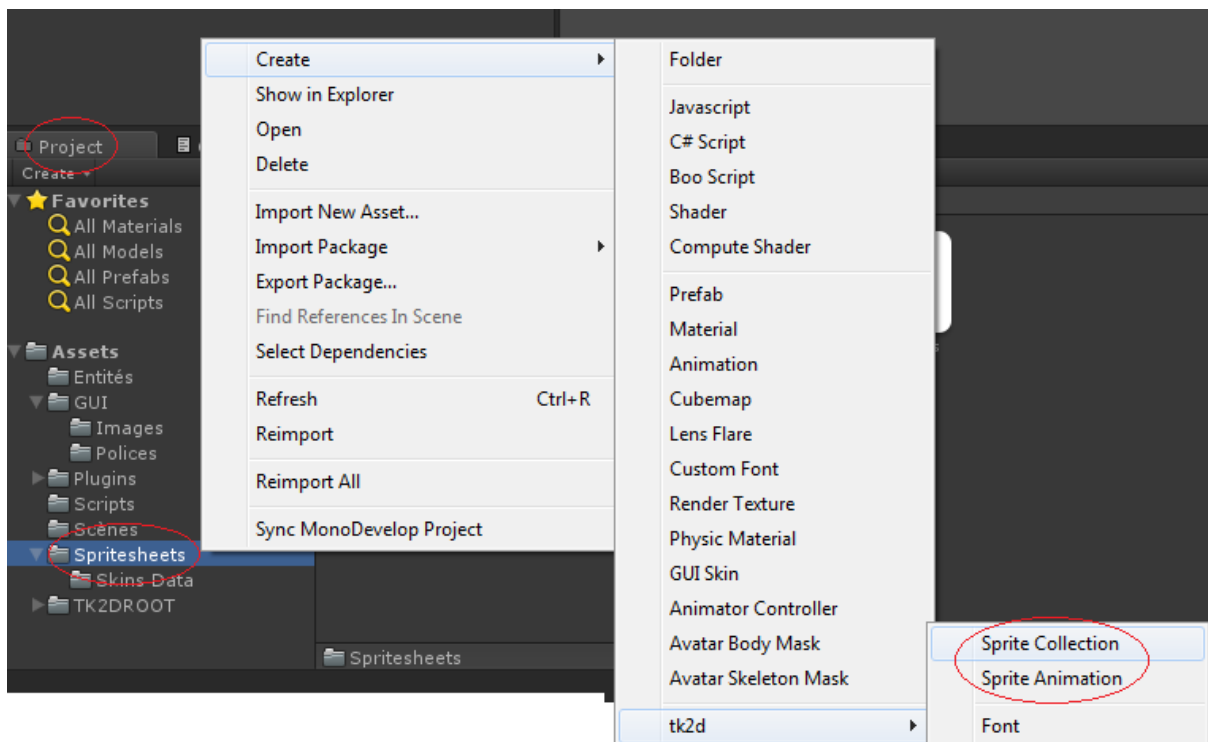 Project
Create
Favorites
All Materials
All Models
All Prefabs
All Scripts
Assets
Entités
GUI
Images
Polices
Plugins
Scripts
Scènes
Spritesheets
Skins Data
TK2DROOT
Spritesheets
Create
Show in Explorer
Open
Delete
Import New Asset...
Import Package
Export Package...
Find References In Scene
Select Dependencies
Refresh Ctrl+R
Reimport
Reimport All
Sync MonoDevelop Project
Folder
Javascript
C# Script
Boo Script
Shader
Compute Shader
Prefab
Material
Animation
Cubemap
Lens Flare
Custom Font
Render Texture
Physic Material
GUI Skin
Animator Controller
Avatar Body Mask
Avatar Skeleton Mask
tk2d
Sprite Collection
Sprite Animation
Font